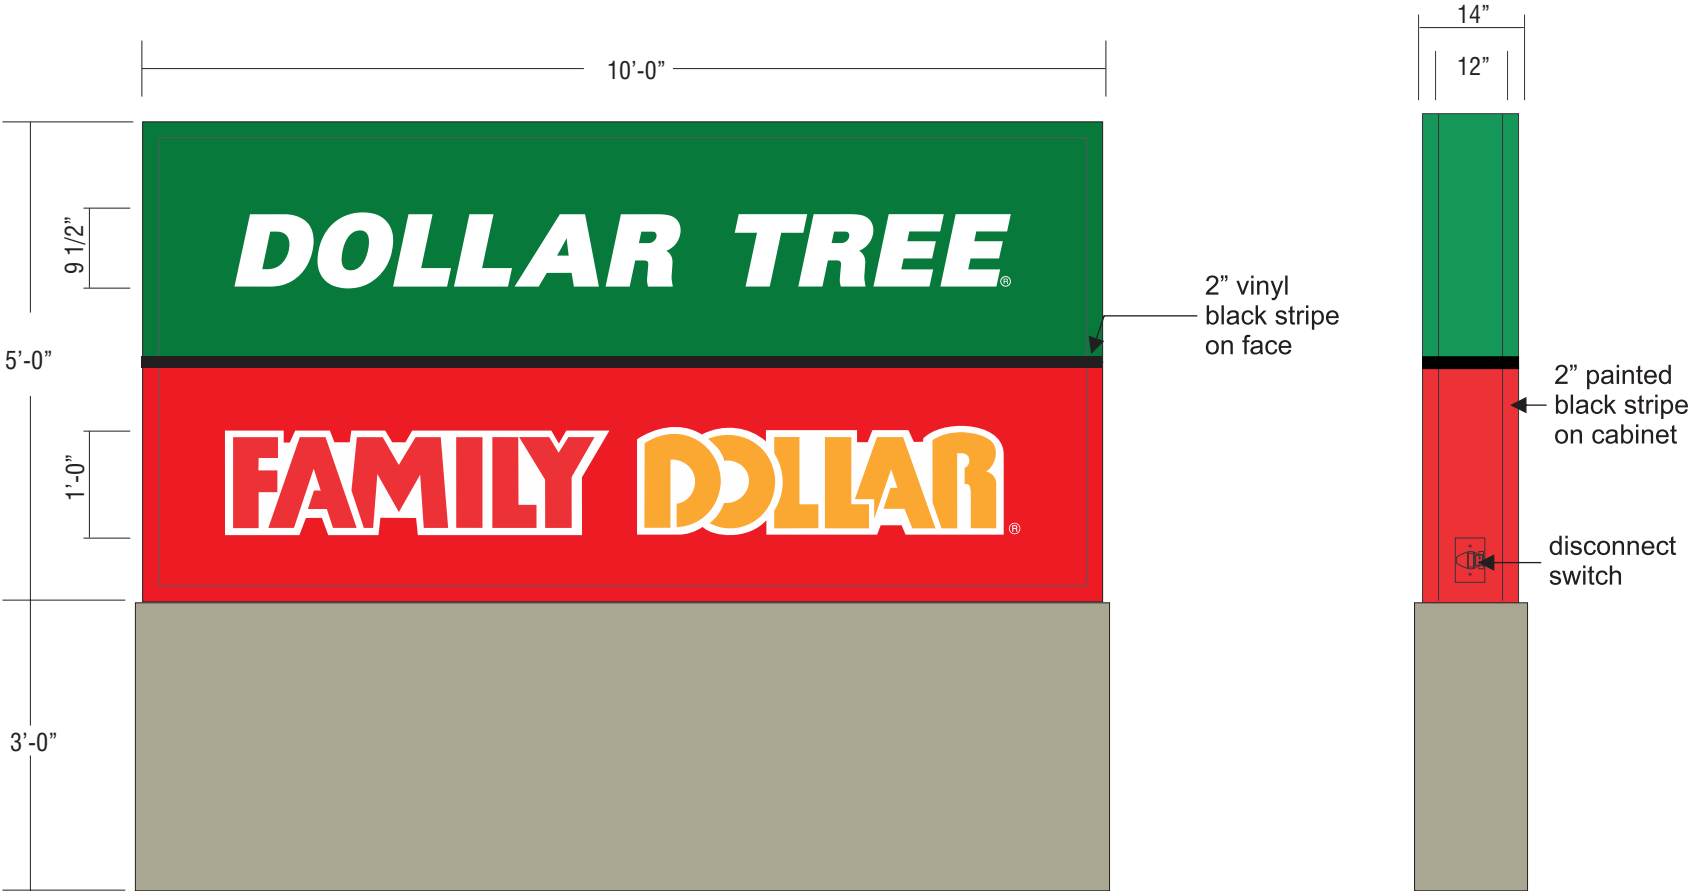 14”
10’-0”
12”
9 1/2”
DOLLAR TREE®
2” vinyl
black stripe
on face
5’-0”
2” painted
black stripe
on cabinet
1’-0”
FAMILY DOLLAR®
disconnect
switch
3’-0”